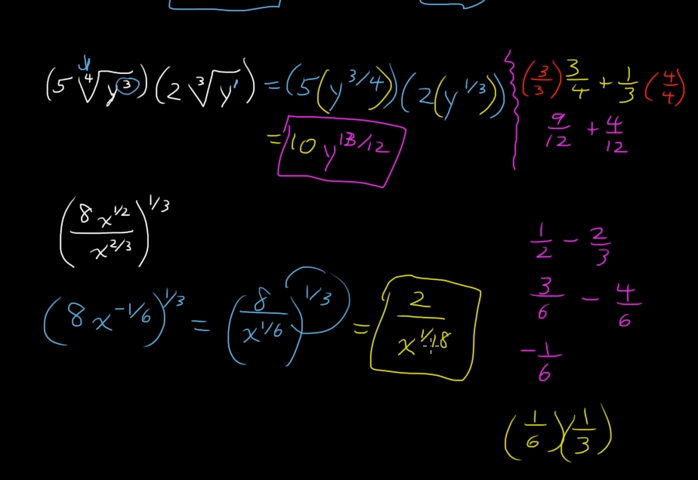 (5 ∜y³)(2 ∛y¹) = (5(y^3/4))(2(y^1/3))
= 10 y^13/12
(3/3) 3/4 + 1/3 (4/4)
9/12 + 4/12
(8x^1/2 / x^2/3)^1/3
(8x^-1/6)^1/3 = (8 / x^1/6)^1/3 = 2 / x^1/18
1/2 - 2/3
3/6 - 4/6
-1/6
(1/6)(1/3)